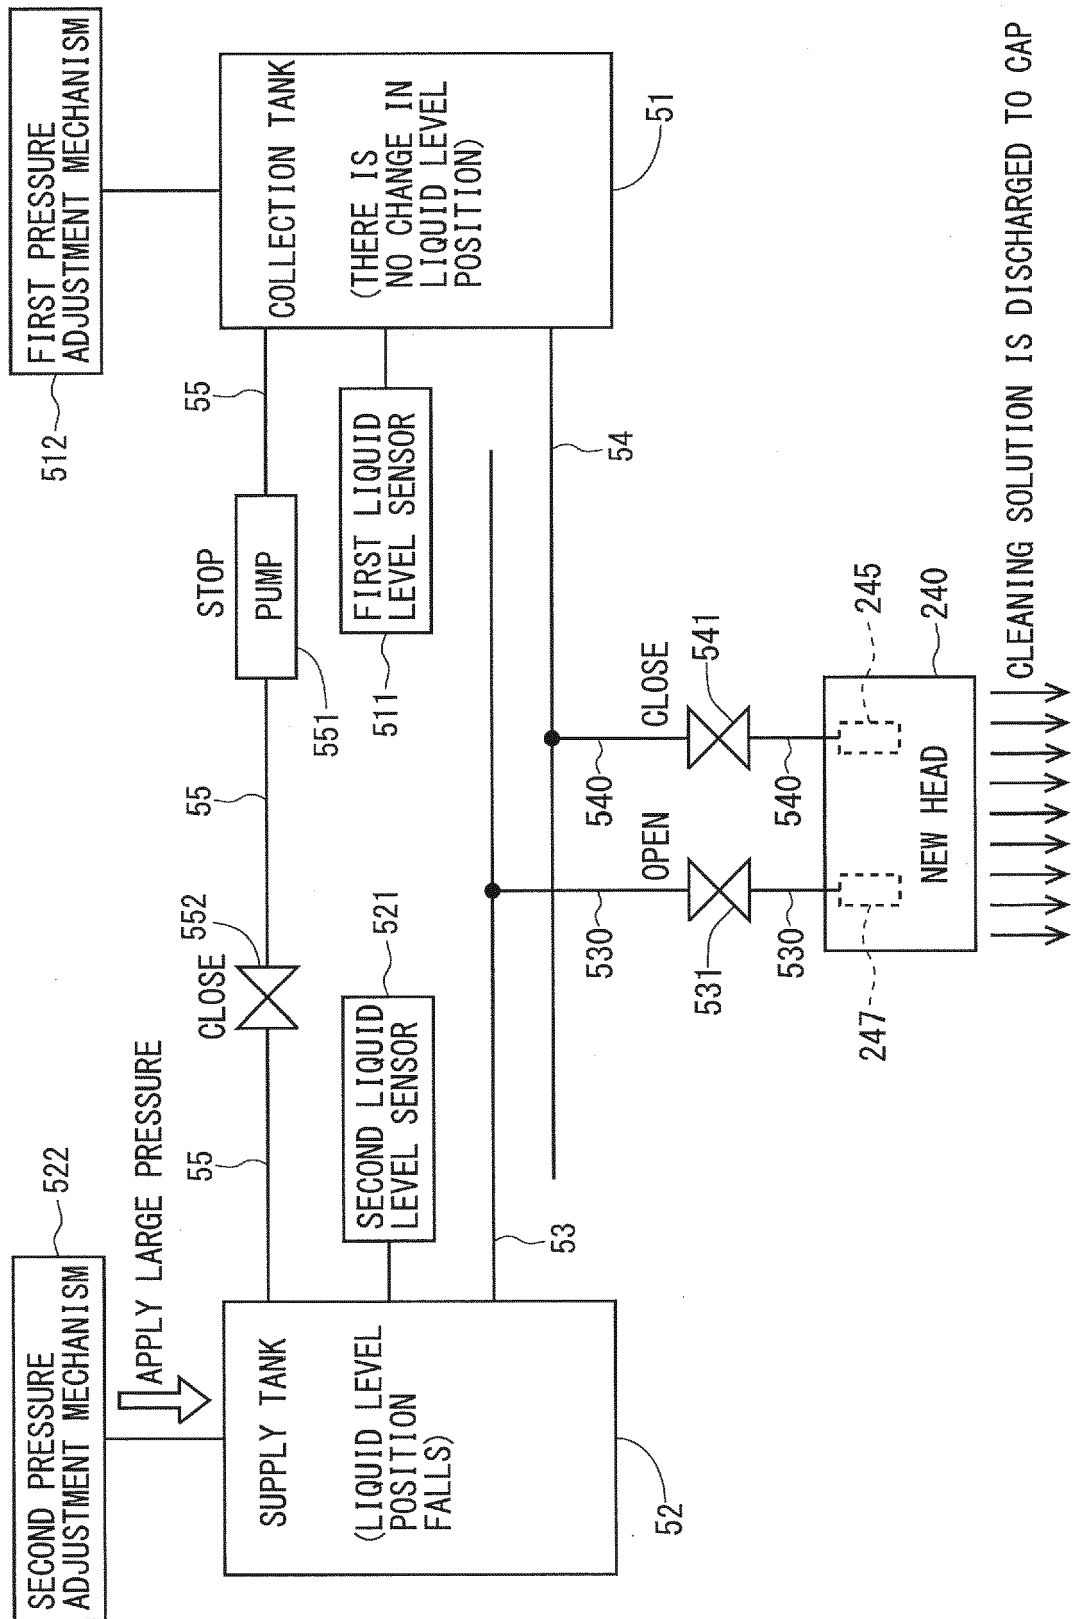 SECOND PRESSURE
ADJUSTMENT MECHANISM
522
APPLY LARGE PRESSURE
FIRST PRESSURE
ADJUSTMENT MECHANISM
512
SUPPLY TANK
(LIQUID LEVEL
POSITION
FALLS)
52
55
CLOSE
552
55
STOP
PUMP
551
55
COLLECTION TANK
(THERE IS
NO CHANGE IN
LIQUID LEVEL
POSITION)
51
SECOND LIQUID
LEVEL SENSOR
521
FIRST LIQUID
LEVEL SENSOR
511
53
54
530
OPEN
540
CLOSE
531
541
530
540
247
NEW HEAD
245
240
CLEANING SOLUTION IS DISCHARGED TO CAP